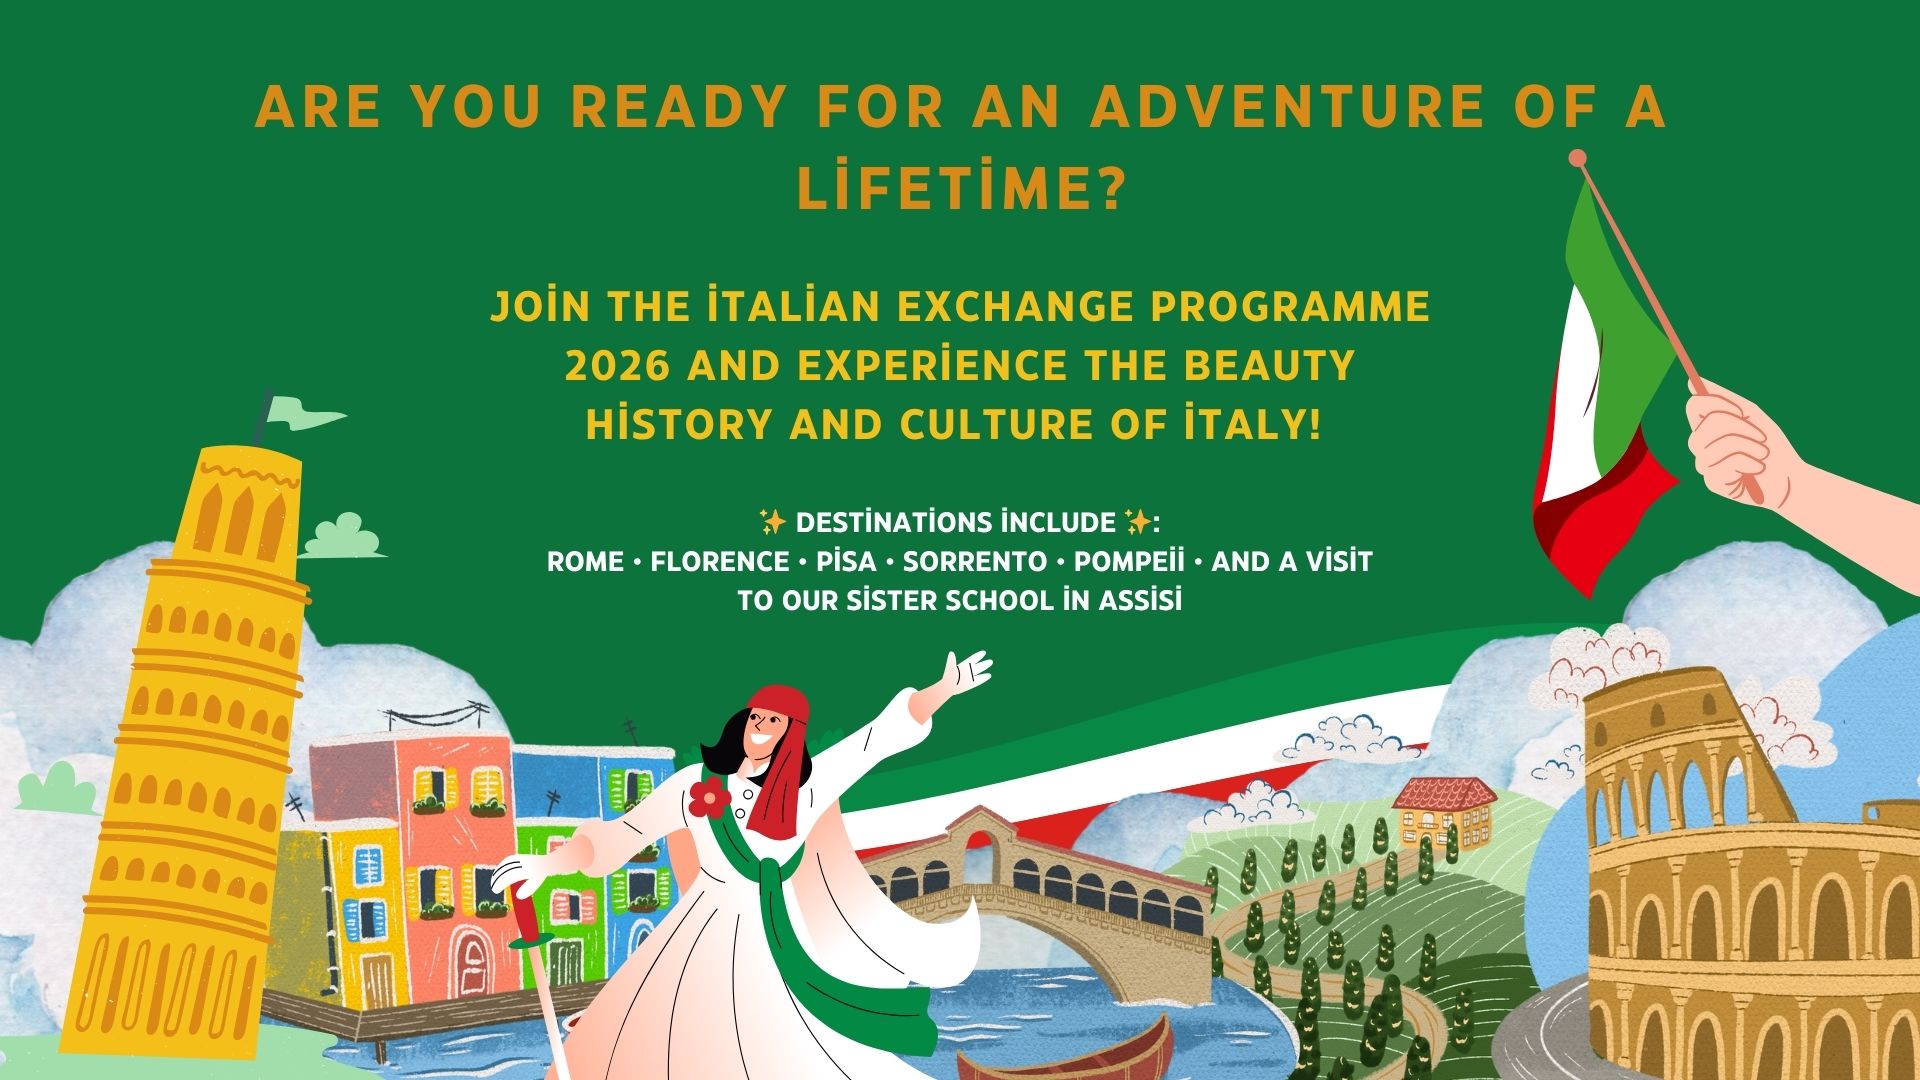 ARE YOU READY FOR AN ADVENTURE OF A
LİFETİME?
JOİN THE İTALİAN EXCHANGE PROGRAMME
2026 AND EXPERİENCE THE BEAUTY
HİSTORY AND CULTURE OF İTALY!
✨ DESTİNATİONS İNCLUDE ✨:
ROME • FLORENCE • PİSA • SORRENTO • POMPEİİ • AND A VİSİT
TO OUR SİSTER SCHOOL İN ASSİSİ